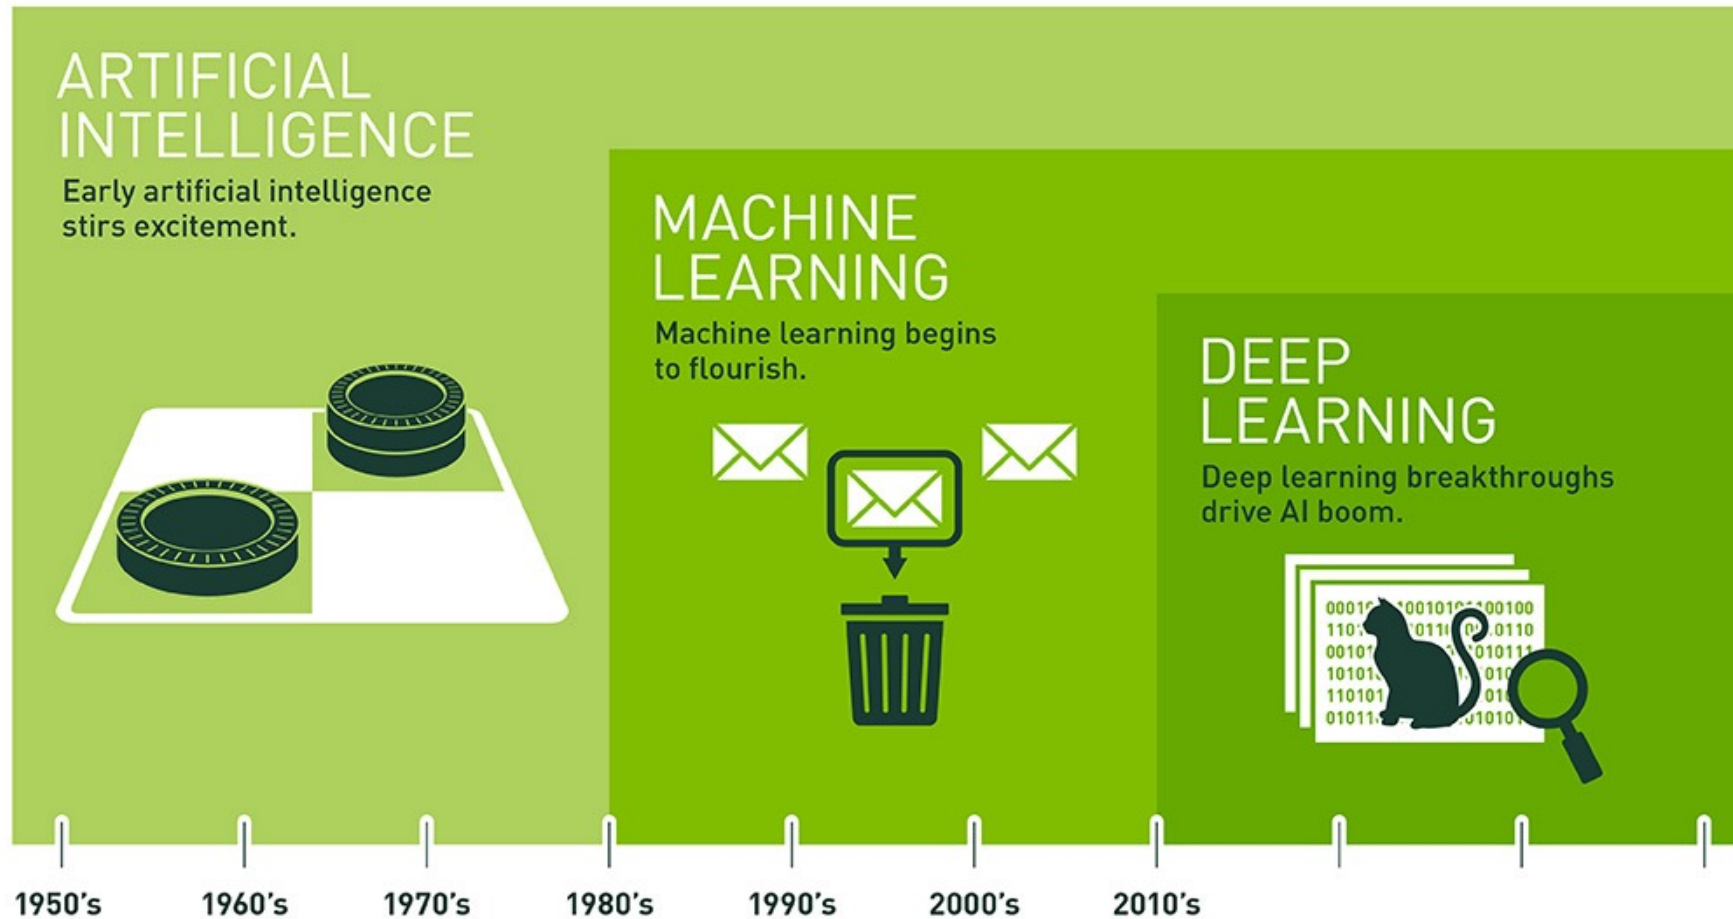 ARTIFICIAL
INTELLIGENCE
Early artificial intelligence
stirs excitement.
MACHINE
LEARNING
Machine learning begins
to flourish.
DEEP
LEARNING
Deep learning breakthroughs
drive AI boom.
1950's 1960's 1970's 1980's 1990's 2000's 2010's